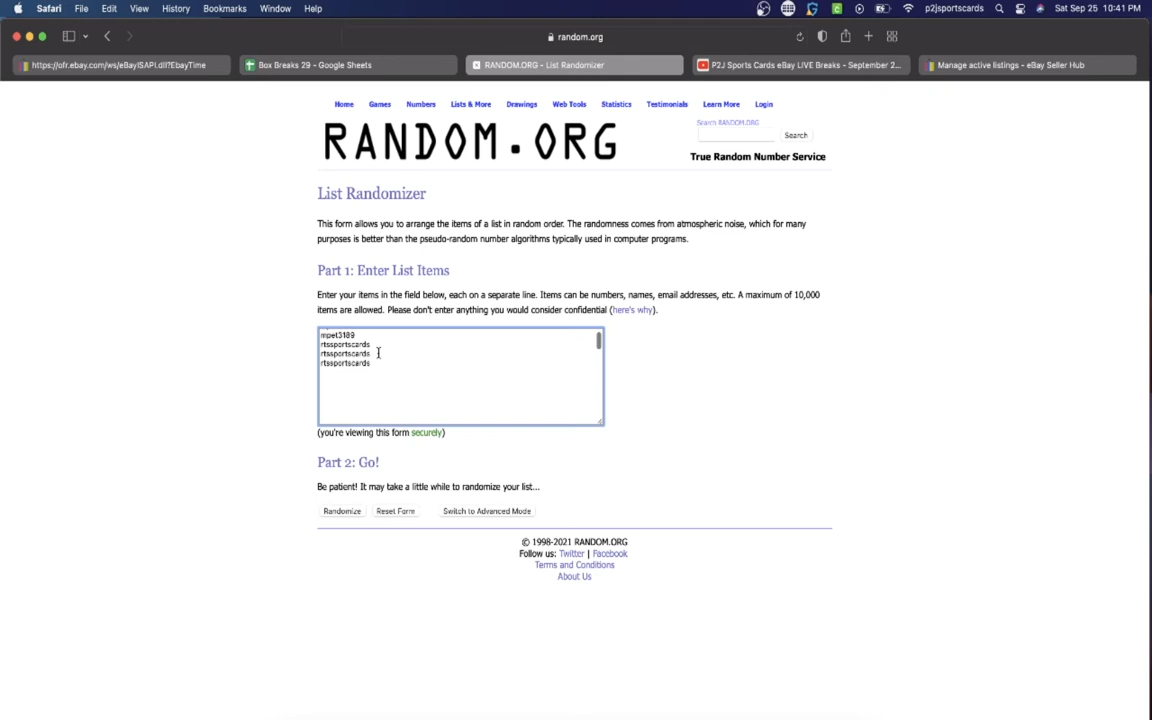 Safari File Edit View History Bookmarks Window Help p2jsportscards Sat Sep 25 10:41 PM
random.org
https://ofr.ebay.com/ws/eBayISAPI.dll?EbayTime Box Breaks 29 - Google Sheets RANDOM.ORG - List Randomizer P2J Sports Cards eBay LIVE Breaks - September 2... Manage active listings - eBay Seller Hub
Home Games Numbers Lists & More Drawings Web Tools Statistics Testimonials Learn More Login
Search RANDOM.ORG
RANDOM.ORG
Search
True Random Number Service
List Randomizer
This form allows you to arrange the items of a list in random order. The randomness comes from atmospheric noise, which for many
purposes is better than the pseudo-random number algorithms typically used in computer programs.
Part 1: Enter List Items
Enter your items in the field below, each on a separate line. Items can be numbers, names, email addresses, etc. A maximum of 10,000
items are allowed. Please don't enter anything you would consider confidential (here's why).
mpet3189
rtssportscards
rtssportscards
rtssportscards
(you're viewing this form securely)
Part 2: Go!
Be patient! It may take a little while to randomize your list...
Randomize Reset Form Switch to Advanced Mode
© 1998-2021 RANDOM.ORG
Follow us: Twitter | Facebook
Terms and Conditions
About Us